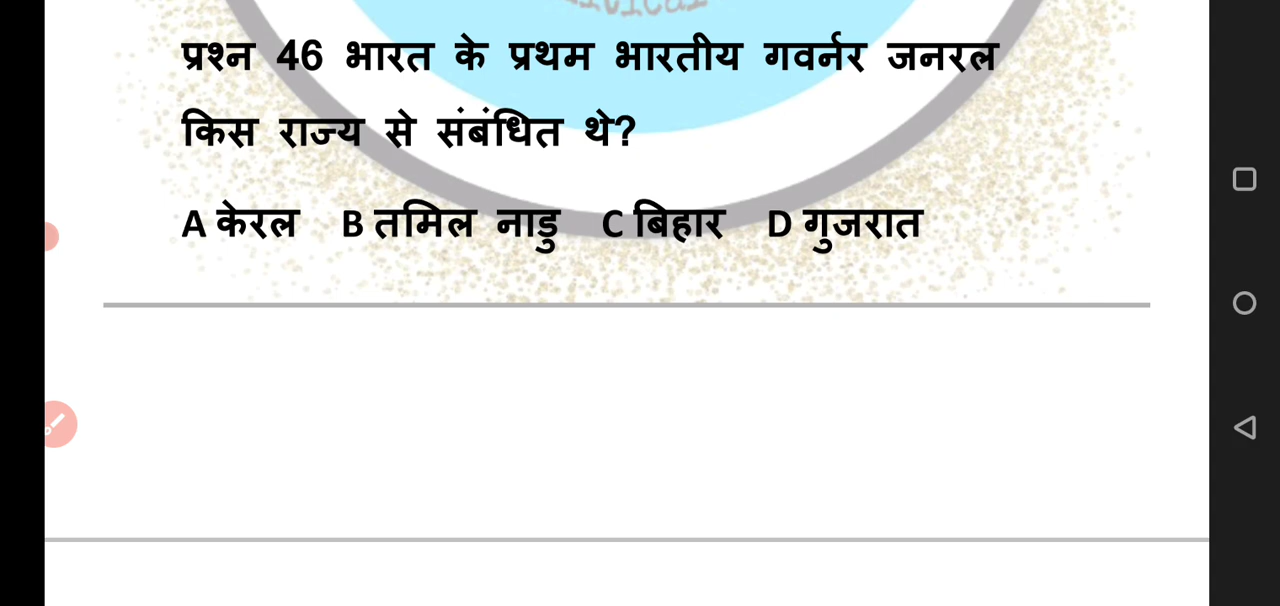 प्रश्न 46 भारत के प्रथम भारतीय गवर्नर जनरल
किस राज्य से संबंधित थे?
A केरल B तमिल नाडु C बिहार D गुजरात